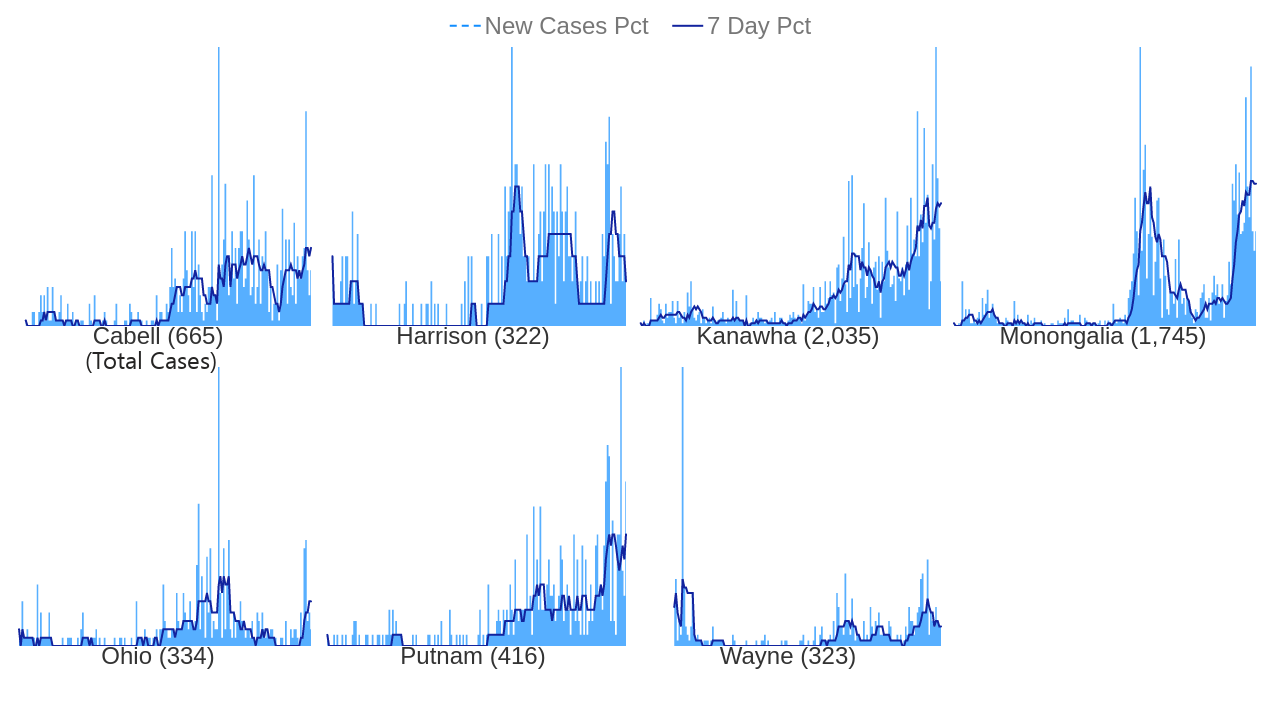 New Cases Pct 7 Day Pct
Cabell (665) Harrison (322) Kanawha (2,035) Monongalia (1,745)
(Total Cases)
Ohio (334) Putnam (416) Wayne (323)